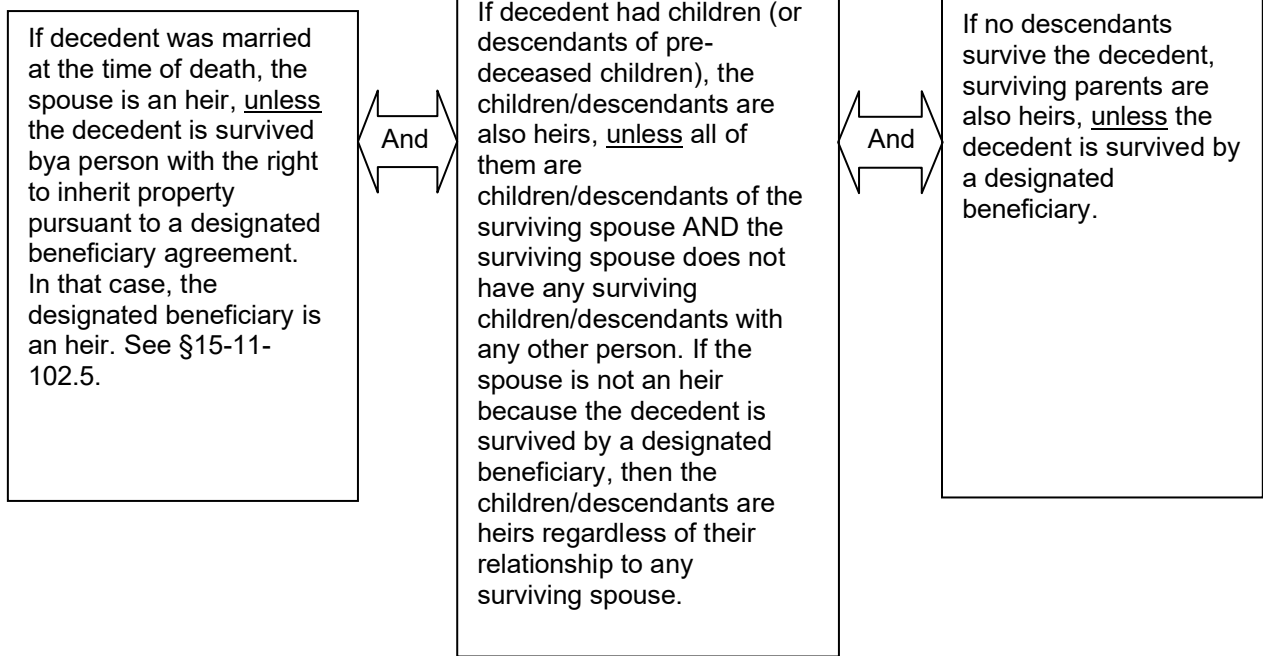 If decedent was married
at the time of death, the
spouse is an heir, unless
the decedent is survived
bya person with the right
to inherit property
pursuant to a designated
beneficiary agreement.
In that case, the
designated beneficiary is
an heir. See §15-11-
102.5.
And
If decedent had children (or
descendants of pre-
deceased children), the
children/descendants are
also heirs, unless all of
them are
children/descendants of the
surviving spouse AND the
surviving spouse does not
have any surviving
children/descendants with
any other person. If the
spouse is not an heir
because the decedent is
survived by a designated
beneficiary, then the
children/descendants are
heirs regardless of their
relationship to any
surviving spouse.
And
If no descendants
survive the decedent,
surviving parents are
also heirs, unless the
decedent is survived by
a designated
beneficiary.